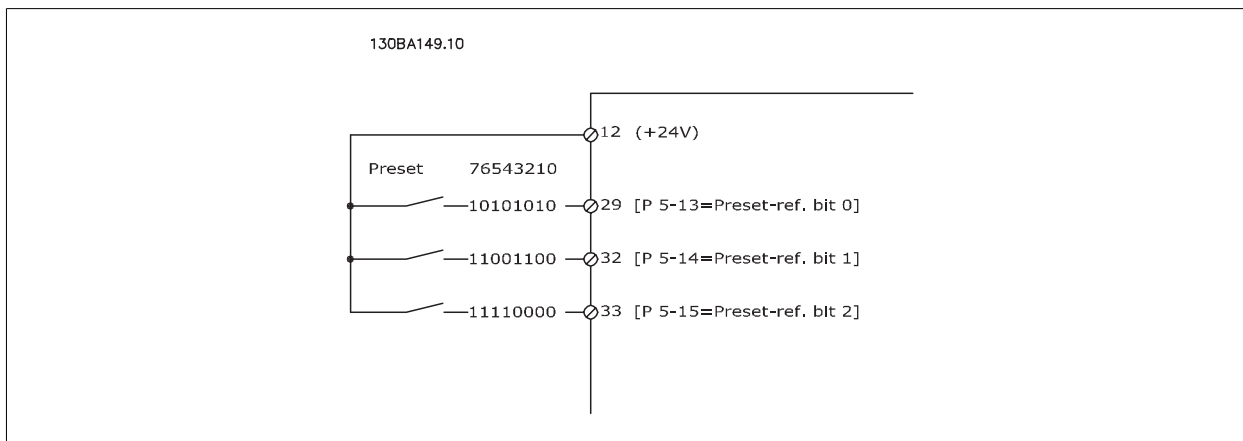 130BA149.10
12 (+24V)
Preset 76543210
10101010 29 [P 5-13=Preset-ref. bit 0]
11001100 32 [P 5-14=Preset-ref. bit 1]
11110000 33 [P 5-15=Preset-ref. bit 2]